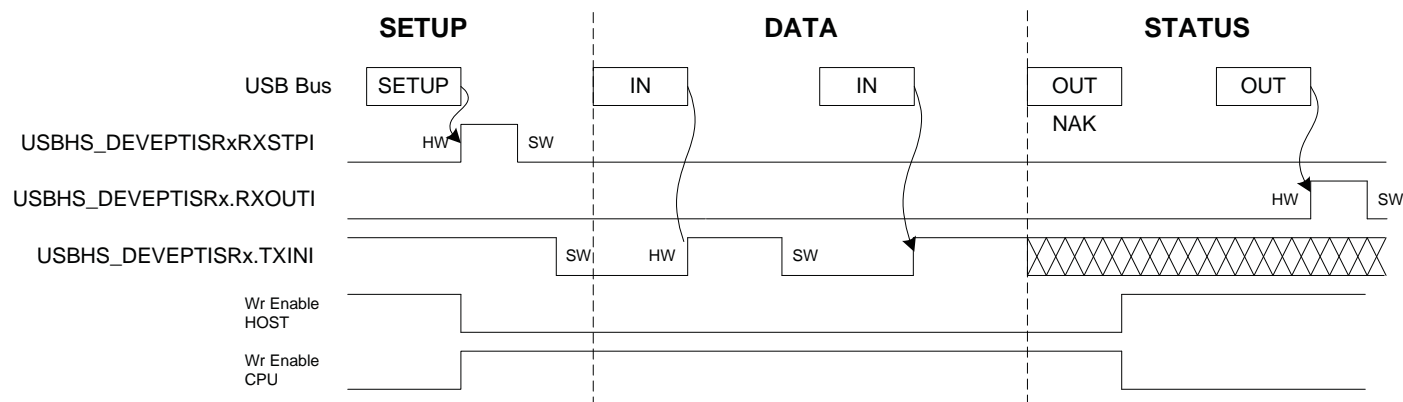 SETUP DATA STATUS
USB Bus SETUP IN IN OUT OUT
NAK
USBHS_DEVEPTISRxRXSTPI HW SW
USBHS_DEVEPTISRx.RXOUTI HW SW
USBHS_DEVEPTISRx.TXINI SW HW SW
Wr Enable
HOST
Wr Enable
CPU